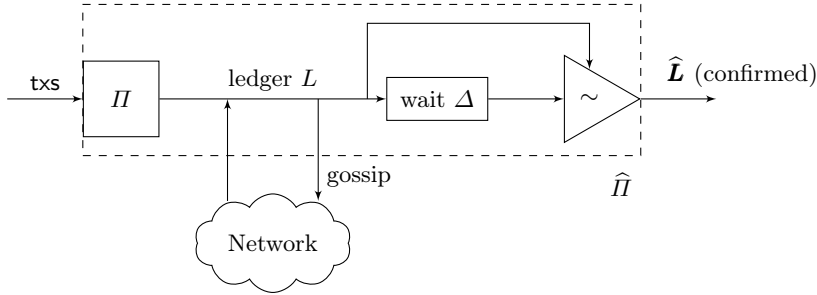 txs
Π
ledger L
wait Δ
~
L̂ (confirmed)
gossip
Π̂
Network